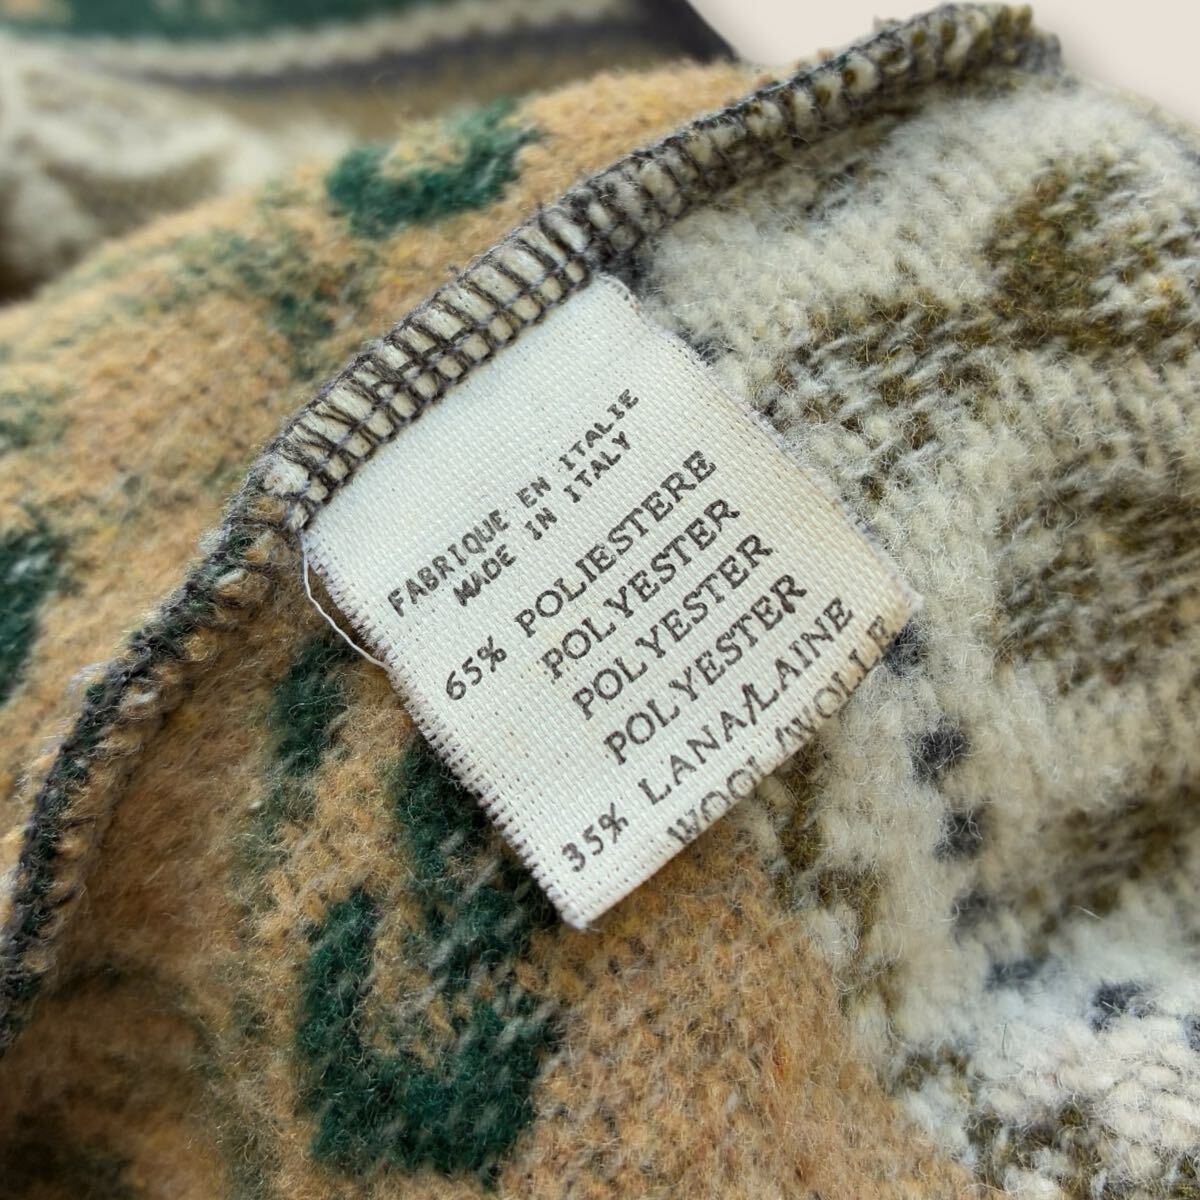 FABRIQUE EN ITALIE
MADE IN ITALY
65% POLIESTERE
POLYESTER
POLYESTER
POLYESTER
35% LANA/LAINE
WOOL/WOLLE